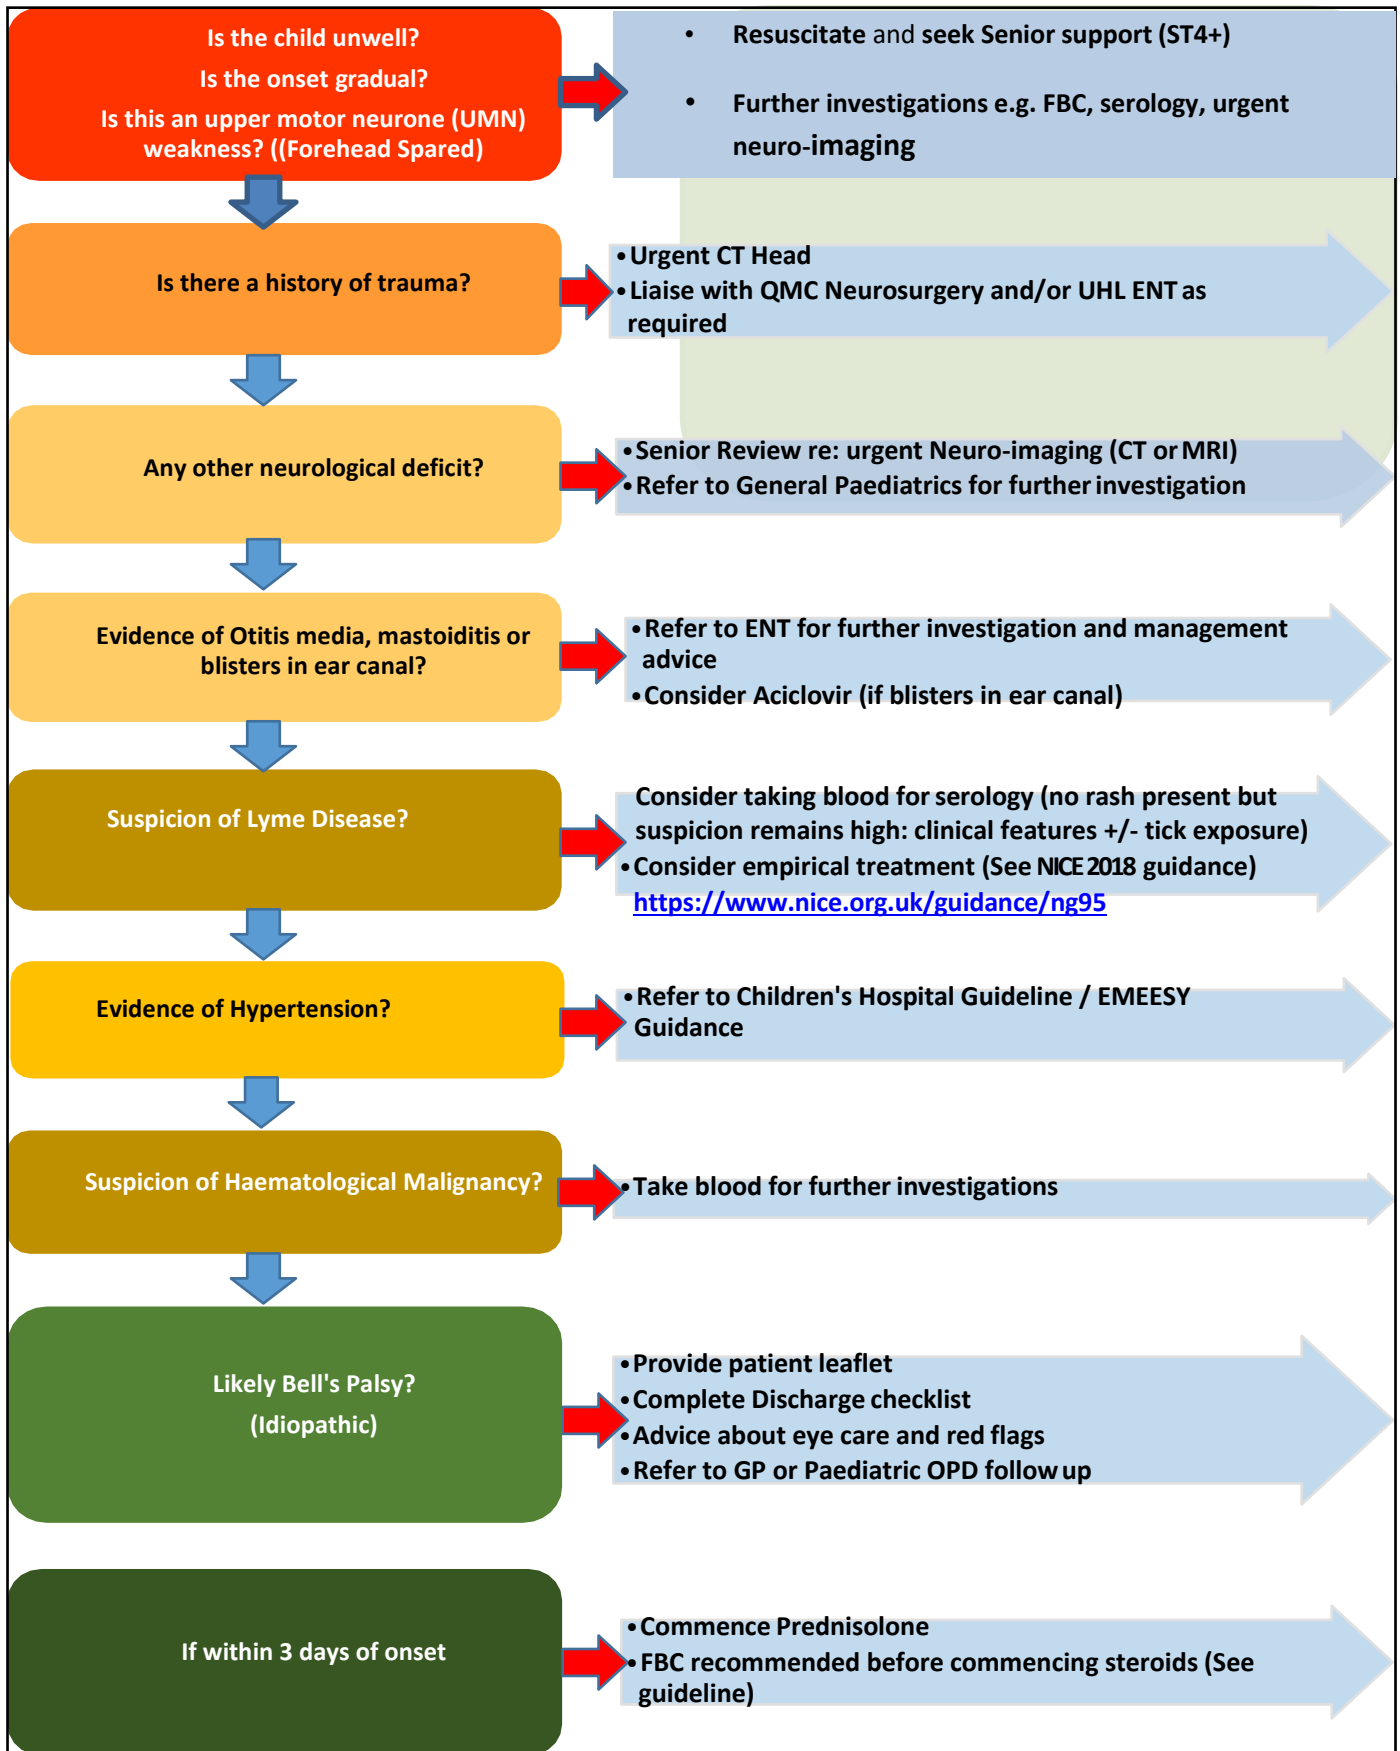 Is the child unwell?
Is the onset gradual?
Is this an upper motor neurone (UMN)
weakness? ((Forehead Spared)
• Resuscitate and seek Senior support (ST4+)
• Further investigations e.g. FBC, serology, urgent
neuro-imaging
Is there a history of trauma?
• Urgent CT Head
• Liaise with QMC Neurosurgery and/or UHL ENT as
required
Any other neurological deficit?
• Senior Review re: urgent Neuro-imaging (CT or MRI)
• Refer to General Paediatrics for further investigation
Evidence of Otitis media, mastoiditis or
blisters in ear canal?
• Refer to ENT for further investigation and management
advice
• Consider Aciclovir (if blisters in ear canal)
Suspicion of Lyme Disease?
Consider taking blood for serology (no rash present but
suspicion remains high: clinical features +/- tick exposure)
• Consider empirical treatment (See NICE 2018 guidance)
https://www.nice.org.uk/guidance/ng95
Evidence of Hypertension?
• Refer to Children's Hospital Guideline / EMEESY
Guidance
Suspicion of Haematological Malignancy?
• Take blood for further investigations
Likely Bell's Palsy?
(Idiopathic)
• Provide patient leaflet
• Complete Discharge checklist
• Advice about eye care and red flags
• Refer to GP or Paediatric OPD follow up
If within 3 days of onset
• Commence Prednisolone
• FBC recommended before commencing steroids (See
guideline)